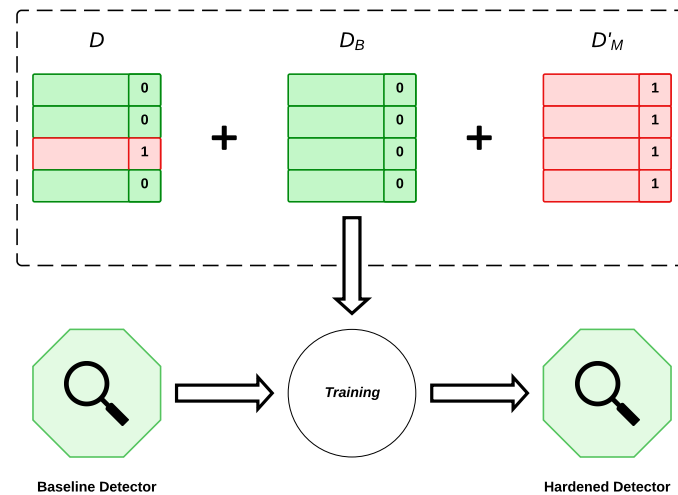 D D_B D'_M
0 0 1
0 0 1
1 0 1
0 0 1
Training
Baseline Detector Hardened Detector